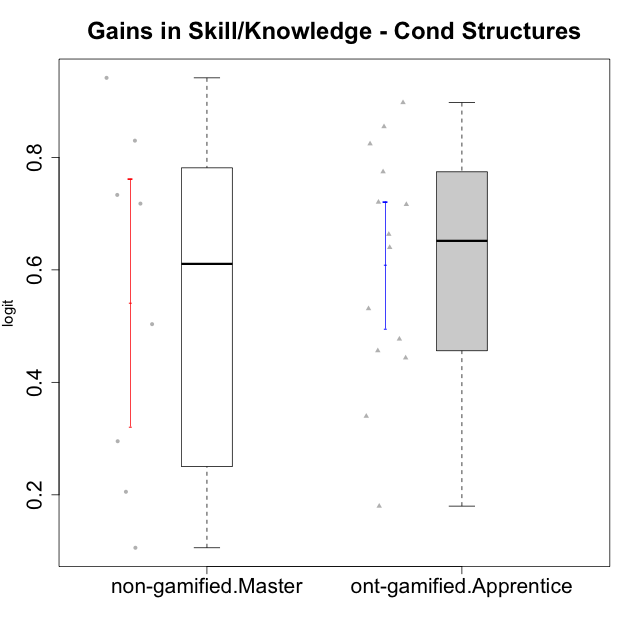 Gains in Skill/Knowledge - Cond Structures
logit
0.8
0.6
0.4
0.2
non-gamified.Master
ont-gamified.Apprentice